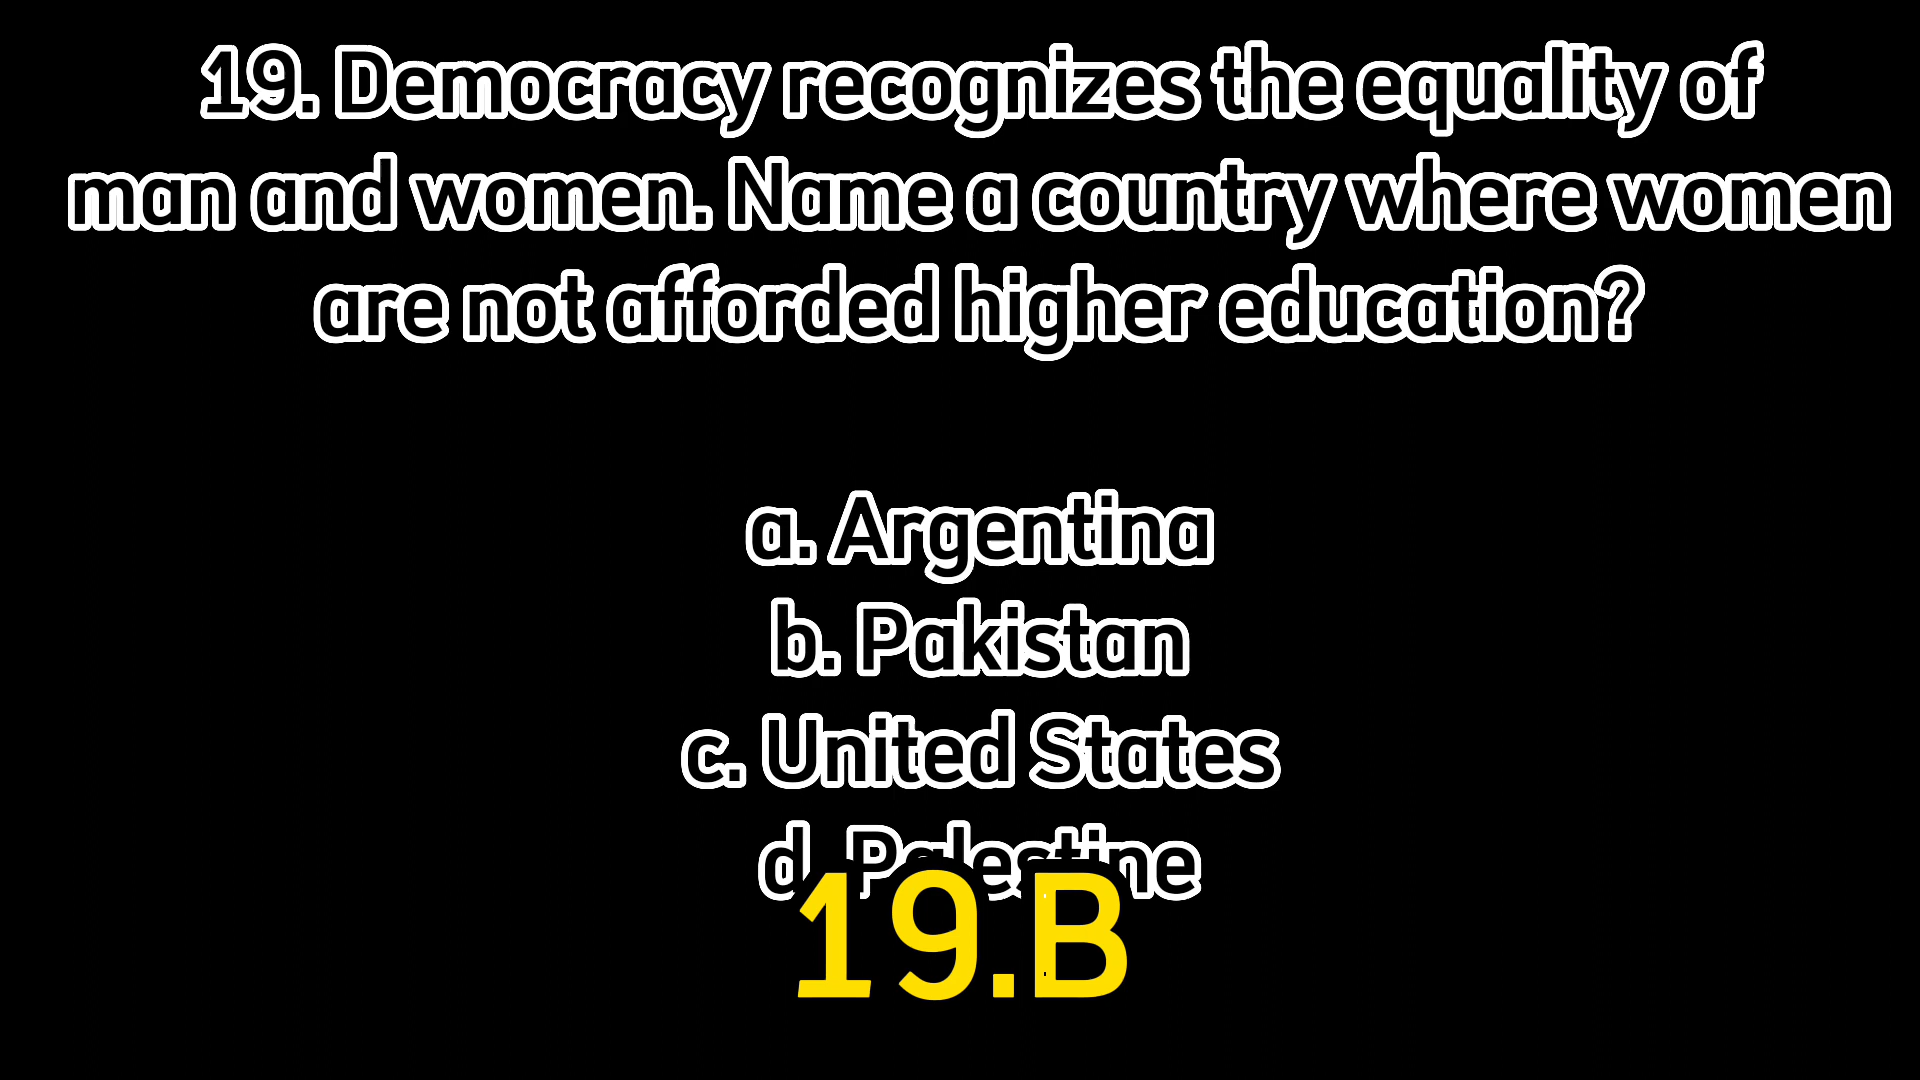 19. Democracy recognizes the equality of
man and women. Name a country where women
are not afforded higher education?
a. Argentina
b. Pakistan
c. United States
d. Palestine
19.B